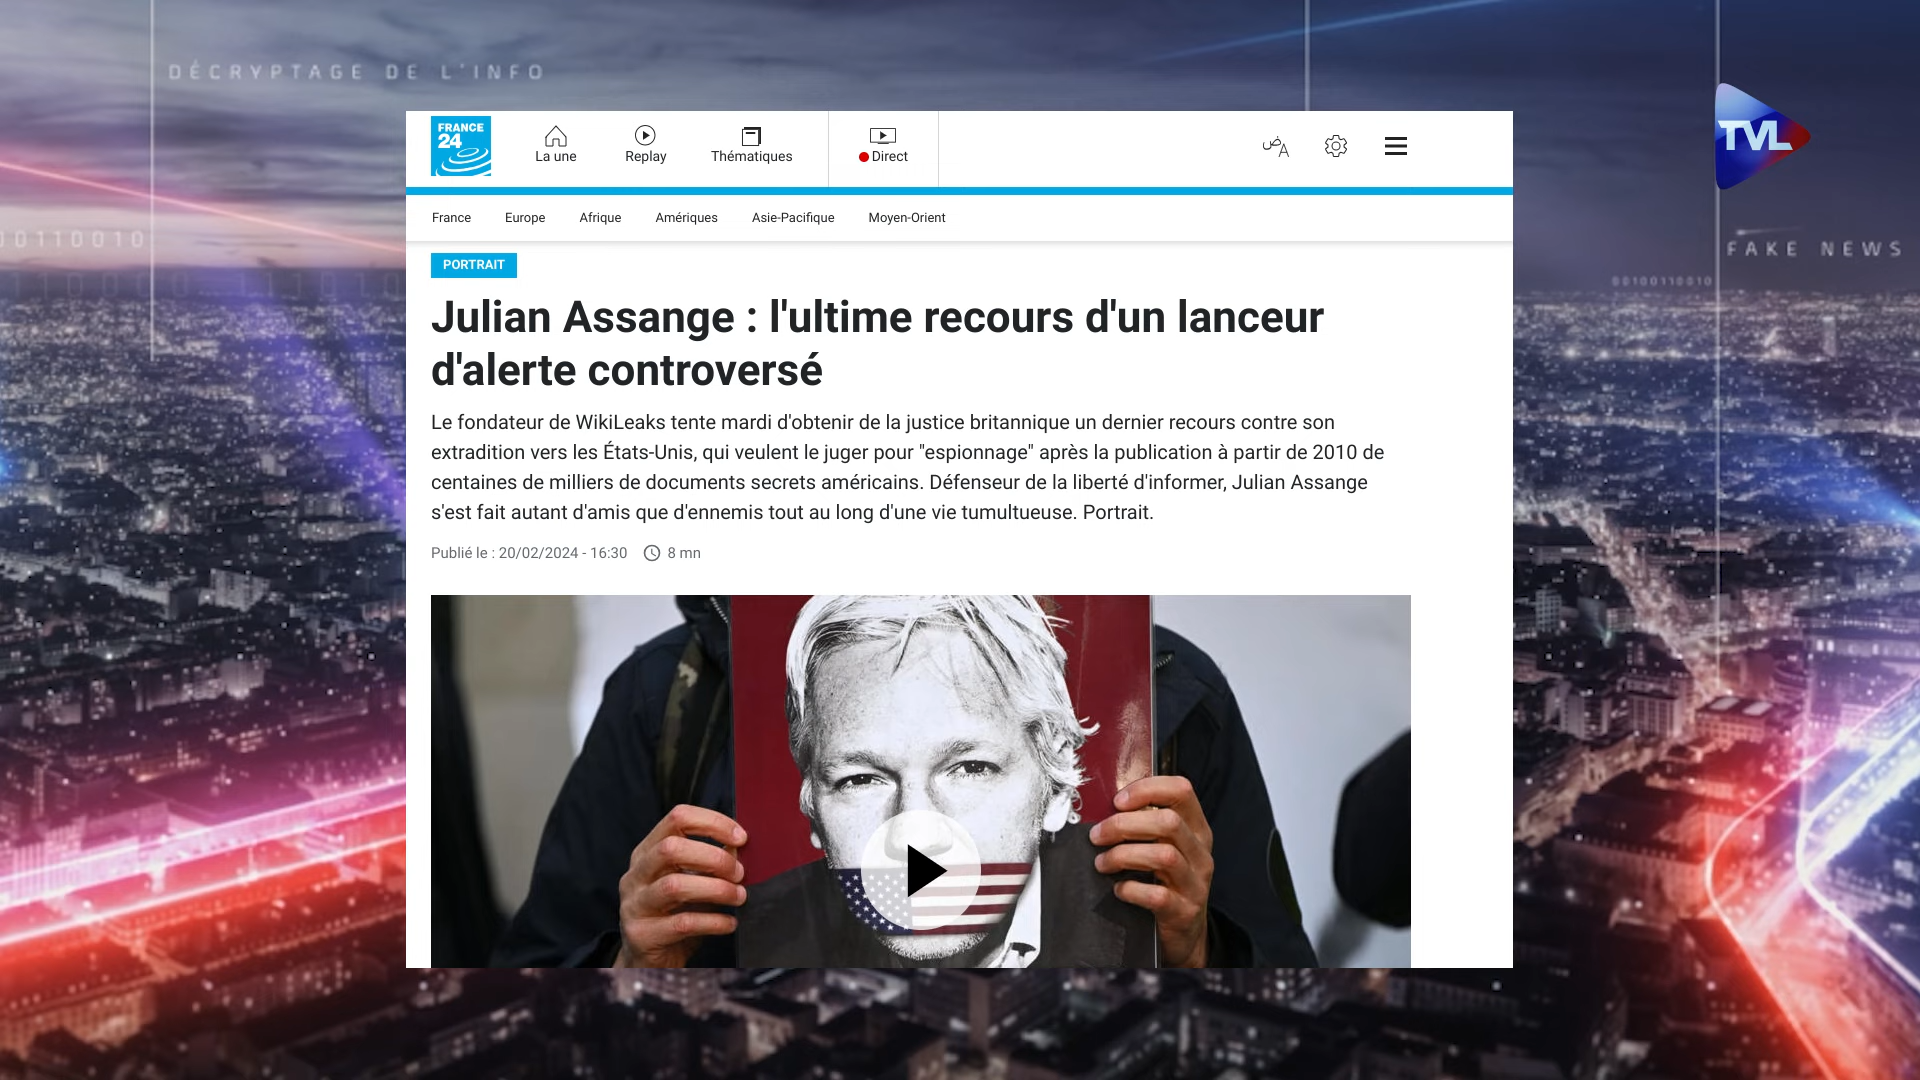 DÉCRYPTAGE DE L'INFO
TVL
FRANCE
24
La une
Replay
Thématiques
Direct
France
Europe
Afrique
Amériques
Asie-Pacifique
Moyen-Orient
00110010
FAKE NEWS
00100110010
PORTRAIT
Julian Assange : l'ultime recours d'un lanceur
d'alerte controversé
Le fondateur de WikiLeaks tente mardi d'obtenir de la justice britannique un dernier recours contre son
extradition vers les États-Unis, qui veulent le juger pour "espionnage" après la publication à partir de 2010 de
centaines de milliers de documents secrets américains. Défenseur de la liberté d'informer, Julian Assange
s'est fait autant d'amis que d'ennemis tout au long d'une vie tumultueuse. Portrait.
Publié le : 20/02/2024 - 16:30
8 mn